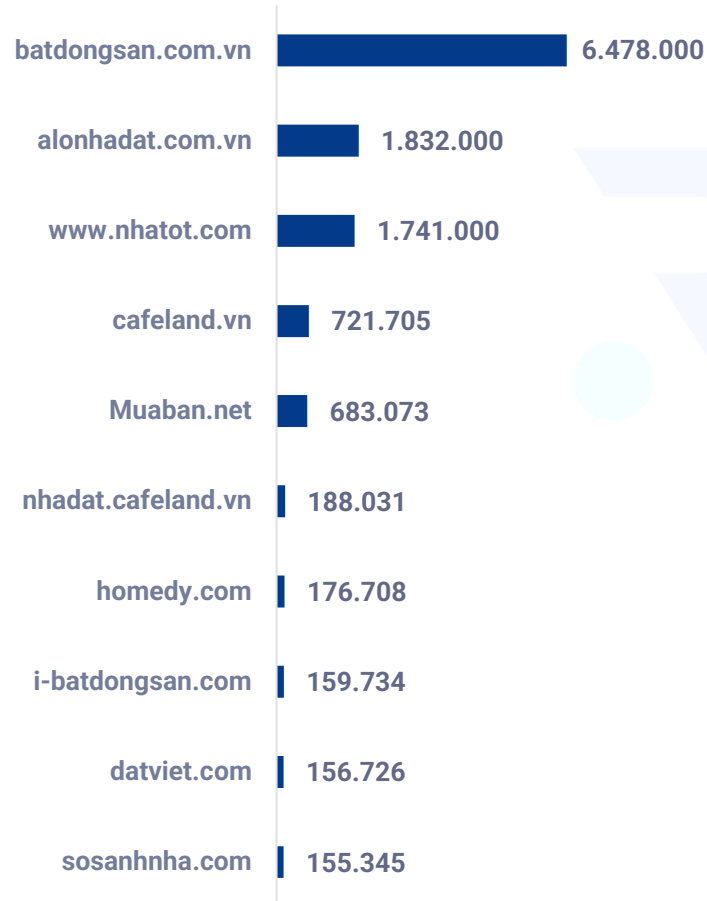 batdongsan.com.vn 6.478.000
alonhadat.com.vn 1.832.000
www.nhatot.com 1.741.000
cafeland.vn 721.705
Muaban.net 683.073
nhadat.cafeland.vn 188.031
homedy.com 176.708
i-batdongsan.com 159.734
datviet.com 156.726
sosanhnha.com 155.345